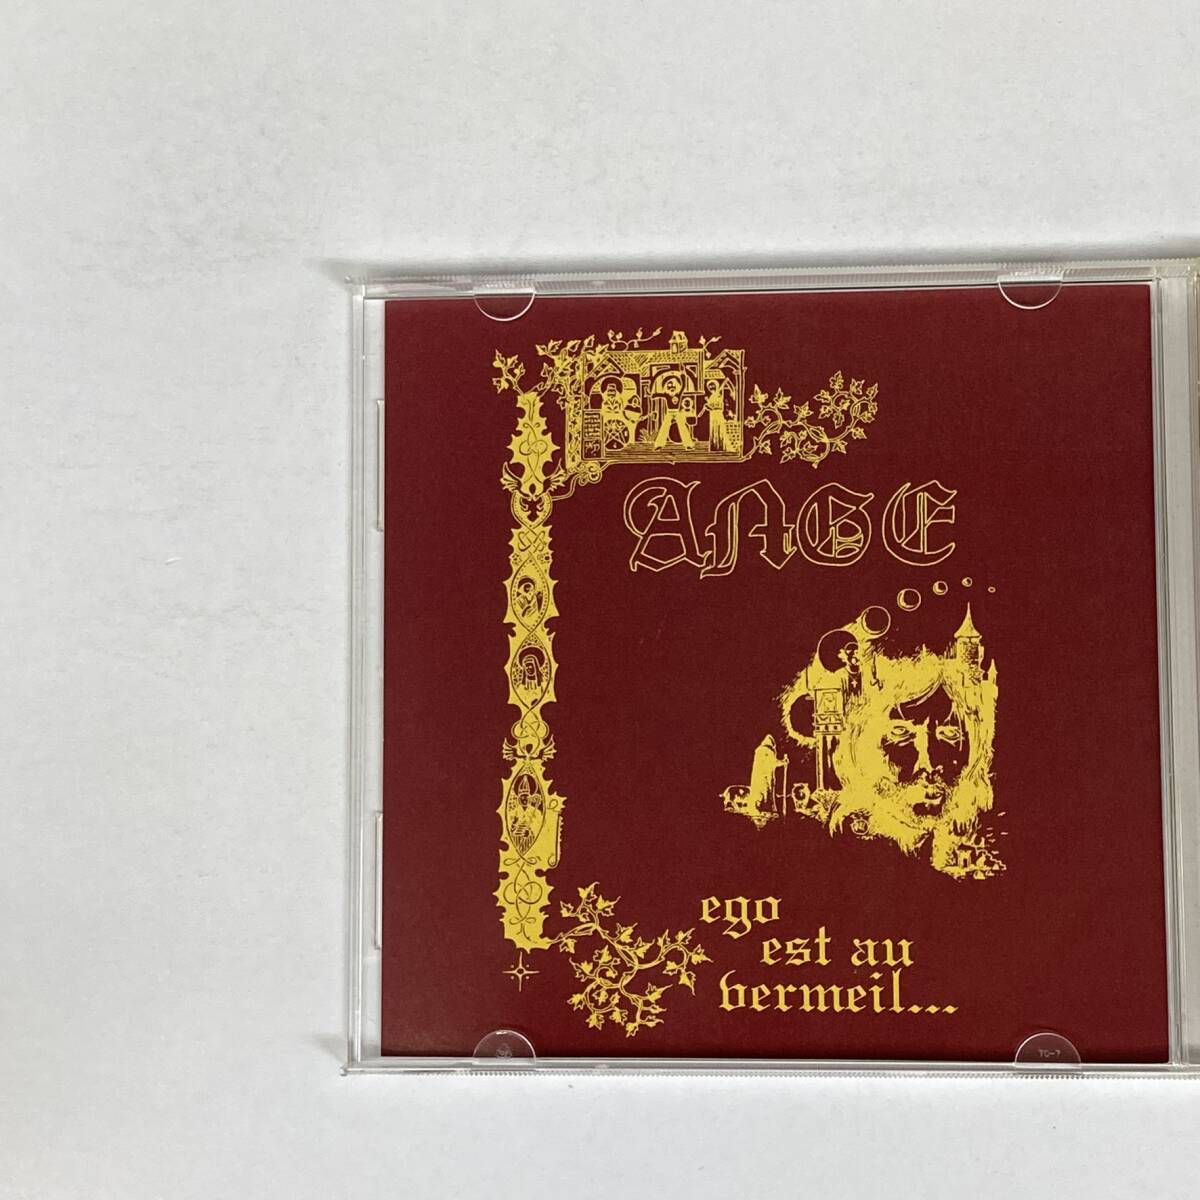 ANGE
ego
est au
vermeil...